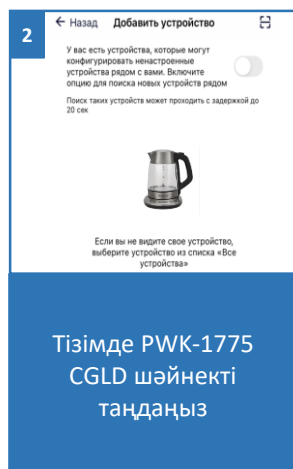 2
← Назад Добавить устройство
У вас есть устройства, которые могут
конфигурировать ненастроенные
устройства рядом с вами. Включите
опцию для поиска новых устройств рядом
Поиск таких устройств может проходить с задержкой до
20 сек
Если вы не видите свое устройство,
выберите устройство из списка «Все
устройства»
Тізімде PWK-1775
CGLD шәйнекті
таңдаңыз